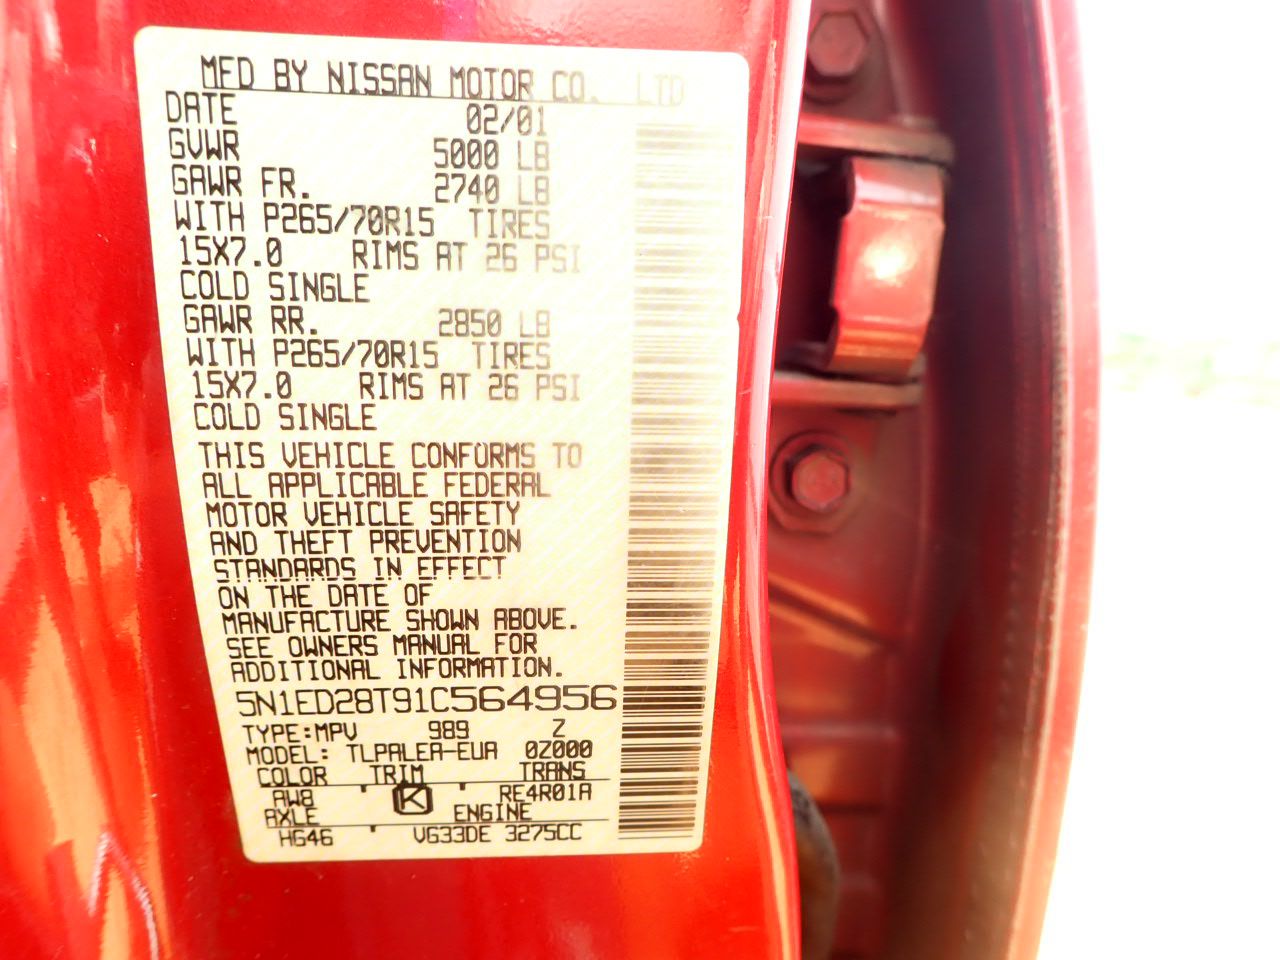 MFD BY NISSAN MOTOR CO. LTD
DATE 02/01
GVWR 5000 LB
GAWR FR. 2740 LB
WITH P265/70R15 TIRES
15X7.0 RIMS AT 26 PSI
COLD SINGLE
GAWR RR. 2850 LB
WITH P265/70R15 TIRES
15X7.0 RIMS AT 26 PSI
COLD SINGLE
THIS VEHICLE CONFORMS TO
ALL APPLICABLE FEDERAL
MOTOR VEHICLE SAFETY
AND THEFT PREVENTION
STANDARDS IN EFFECT
ON THE DATE OF
MANUFACTURE SHOWN ABOVE.
SEE OWNERS MANUAL FOR
ADDITIONAL INFORMATION.
5N1ED28T91C564956
TYPE:MPV 989 Z
MODEL: TLPALEA-EUA 0Z000
COLOR TRIM TRANS
AW8 K RE4R01A
AXLE ENGINE
HG46 VG33DE 3275CC